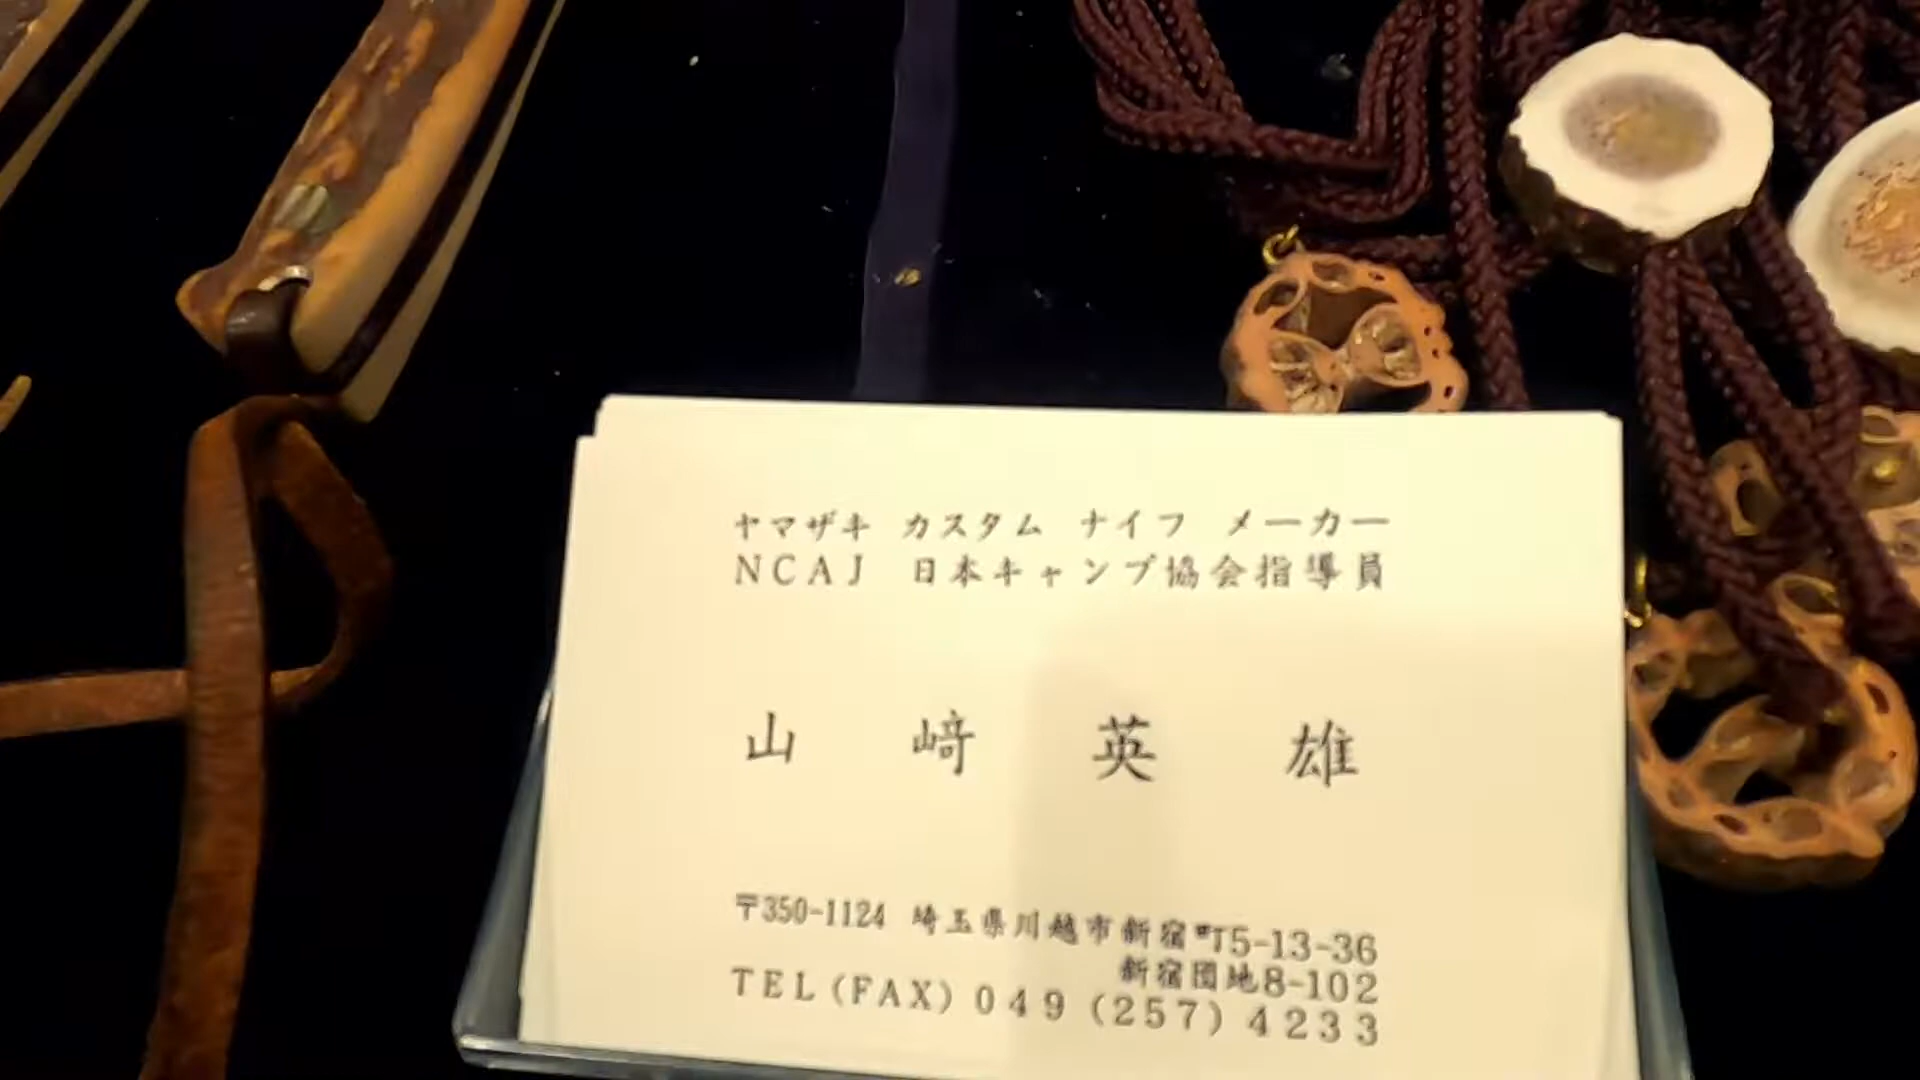 ヤマザキ カスタム ナイフ メーカー
NCAJ 日本キャンプ協会指導員
山﨑英雄
〒350-1124 埼玉県川越市新宿町5-13-36
新宿団地8-102
TEL(FAX) 049 (257) 4233